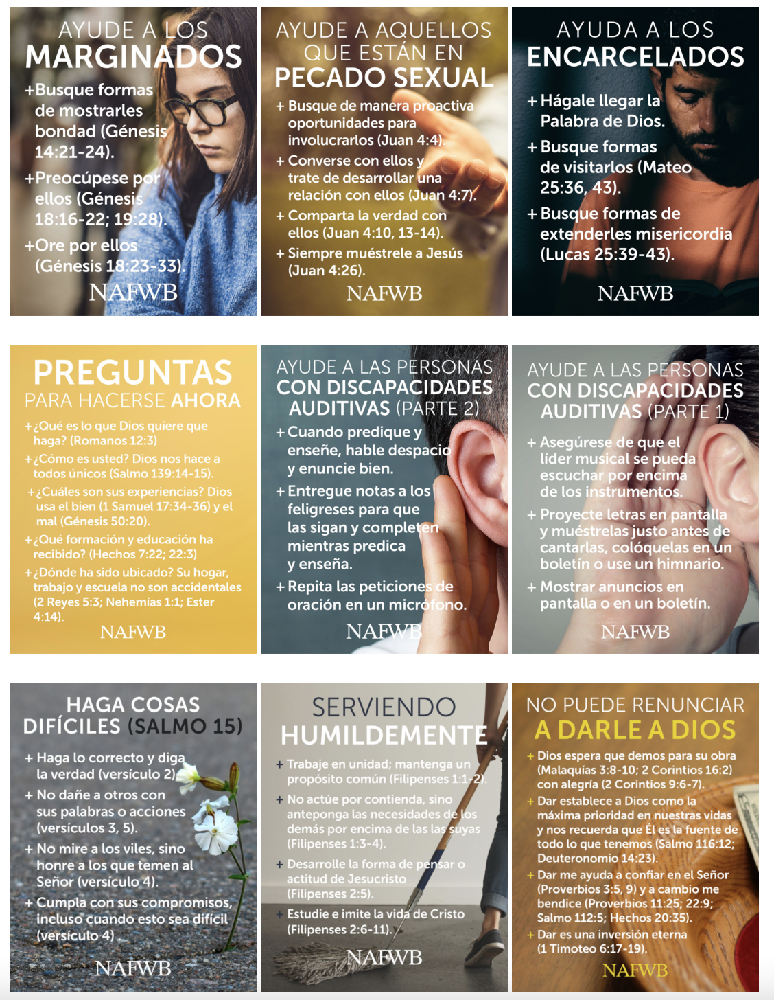 AYUDE A LOS
MARGINADOS
+Busque formas
de mostrarles
bondad (Génesis
14:21-24).
+Preocúpese por
ellos (Génesis
18:16-22; 19:28).
+Ore por ellos
(Génesis 18:23-33).
NAFWB
AYUDE A AQUELLOS
QUE ESTÁN EN
PECADO SEXUAL
+ Busque de manera proactiva
oportunidades para
involucrarlos (Juan 4:4).
+ Converse con ellos y
trate de desarrollar una
relación con ellos (Juan 4:7).
+ Comparta la verdad con
ellos (Juan 4:10, 13-14).
+ Siempre muéstrele a Jesús
(Juan 4:26).
NAFWB
AYUDA A LOS
ENCARCELADOS
+ Hágale llegar la
Palabra de Dios.
+ Busque formas
de visitarlos (Mateo
25:36, 43).
+ Busque formas de
extenderles misericordia
(Lucas 25:39-43).
NAFWB
PREGUNTAS
PARA HACERSE AHORA
+¿Qué es lo que Dios quiere que
haga? (Romanos 12:3)
+¿Cómo es usted? Dios nos hace a
todos únicos (Salmo 139:14-15).
+¿Cuáles son sus experiencias? Dios
usa el bien (1 Samuel 17:34-36) y el
mal (Génesis 50:20).
+¿Qué formación y educación ha
recibido? (Hechos 7:22; 22:3)
+¿Dónde ha sido ubicado? Su hogar,
trabajo y escuela no son accidentales
(2 Reyes 5:3; Nehemías 1:1; Ester
4:14).
NAFWB
AYUDE A LAS PERSONAS
CON DISCAPACIDADES
AUDITIVAS (PARTE 2)
+ Cuando predique y
enseñe, hable despacio
y enuncie bien.
+ Entregue notas a los
feligreses para que
las sigan y completen
mientras predica
y enseña.
+ Repita las peticiones de
oración en un micrófono.
NAFWB
AYUDE A LAS PERSONAS
CON DISCAPACIDADES
AUDITIVAS (PARTE 1)
+ Asegúrese de que el
líder musical se pueda
escuchar por encima
de los instrumentos.
+ Proyecte letras en pantalla
y muéstrelas justo antes de
cantarlas, colóquelas en un
boletín o use un himnario.
+ Mostrar anuncios en
pantalla o en un boletín.
NAFWB
HAGA COSAS
DIFÍCILES (SALMO 15)
+ Haga lo correcto y diga
la verdad (versículo 2).
+ No dañe a otros con
sus palabras o acciones
(versículos 3, 5).
+ No mire a los viles, sino
honre a los que temen al
Señor (versículo 4).
+ Cumpla con sus compromisos,
incluso cuando esto sea difícil
(versículo 4) .
NAFWB
SERVIENDO
HUMILDEMENTE
+ Trabaje en unidad; mantenga un
propósito común (Filipenses 1:1-2).
+ No actúe por contienda, sino
anteponga las necesidades de los
demás por encima de las las suyas
(Filipenses 1:3-4).
+ Desarrolle la forma de pensar o
actitud de Jesucristo
(Filipenses 2:5).
+ Estudie e imite la vida de Cristo
(Filipenses 2:6-11).
NAFWB
NO PUEDE RENUNCIAR
A DARLE A DIOS
+ Dios espera que demos para su obra
(Malaquías 3:8-10; 2 Corintios 16:2)
con alegría (2 Corintios 9:6-7).
+ Dar establece a Dios como la
máxima prioridad en nuestras vidas
y nos recuerda que Él es la fuente de
todo lo que tenemos (Salmo 116:12;
Deuteronomio 14:23).
+ Dar me ayuda a confiar en el Señor
(Proverbios 3:5, 9) y a cambio me
bendice (Proverbios 11:25; 22:9;
Salmo 112:5; Hechos 20:35).
+ Dar es una inversión eterna
(1 Timoteo 6:17-19).
NAFWB